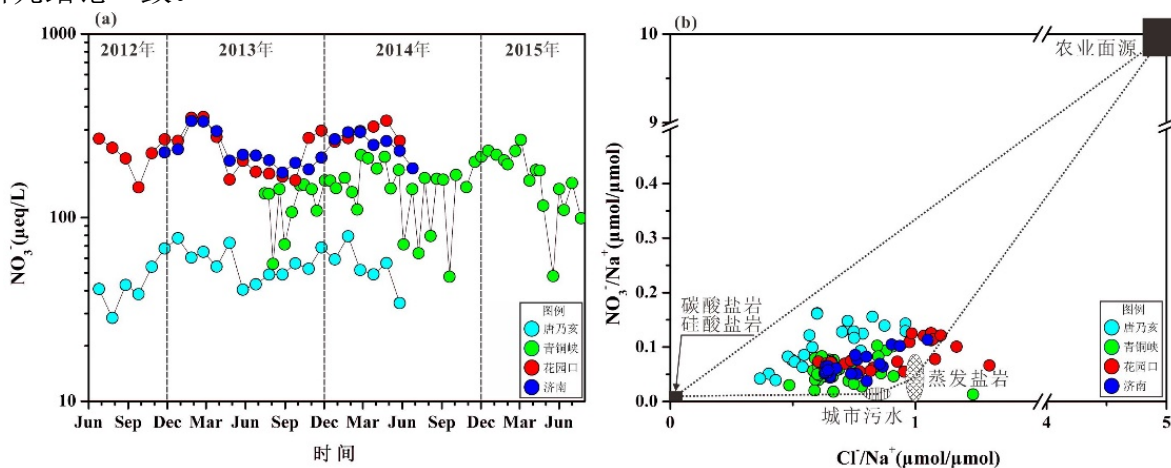 (a)
1000
2012年
2013年
2014年
2015年
100
10
NO₃⁻(μeq/L)
图例
唐乃亥
青铜峡
花园口
济南
Jun Sep Dec Mar Jun Sep Dec Mar Jun Sep Dec Mar Jun
时 间
(b)
10
农业面源
9
0.4
0.3
0.2
0.1
0.0
NO₃⁻/Na⁺(μmol/μmol)
碳酸盐岩
硅酸盐岩
蒸发盐岩
城市污水
图例
唐乃亥
青铜峡
花园口
济南
0 1 4 5
Cl⁻/Na⁺(μmol/μmol)